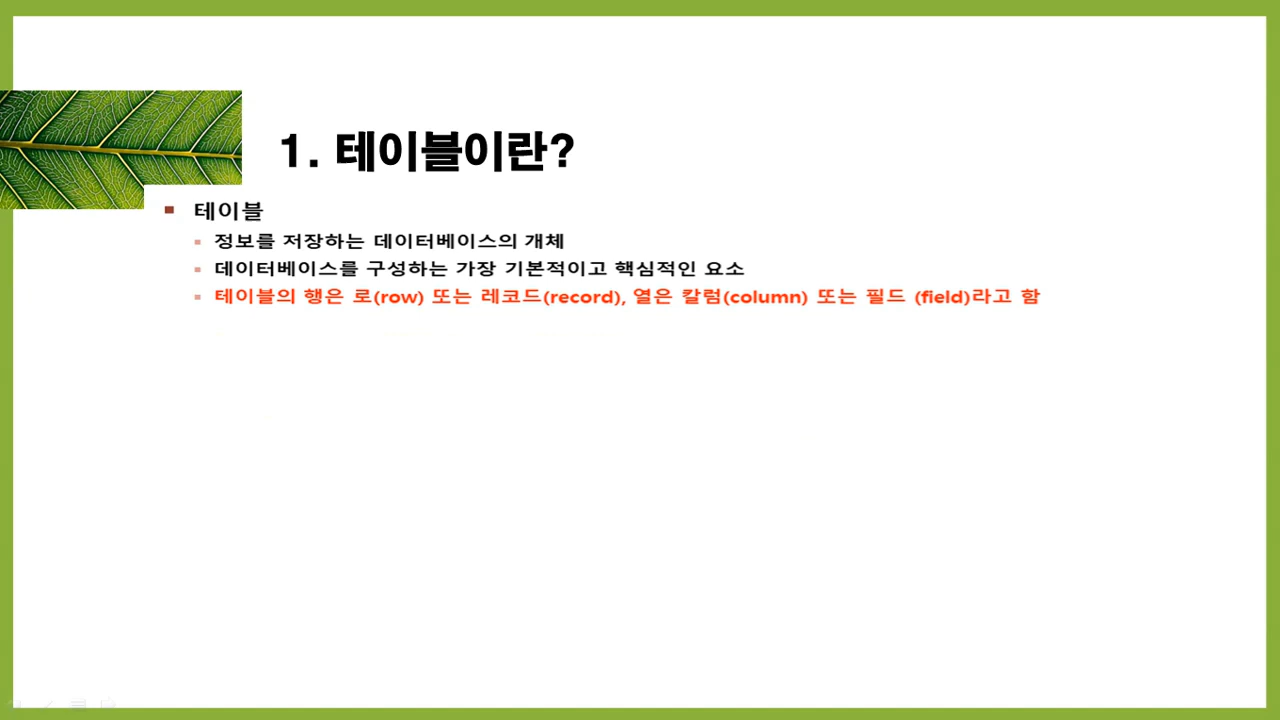 1. 테이블이란?
테이블
정보를 저장하는 데이터베이스의 개체
데이터베이스를 구성하는 가장 기본적이고 핵심적인 요소
테이블의 행은 로(row) 또는 레코드(record), 열은 칼럼(column) 또는 필드 (field)라고 함